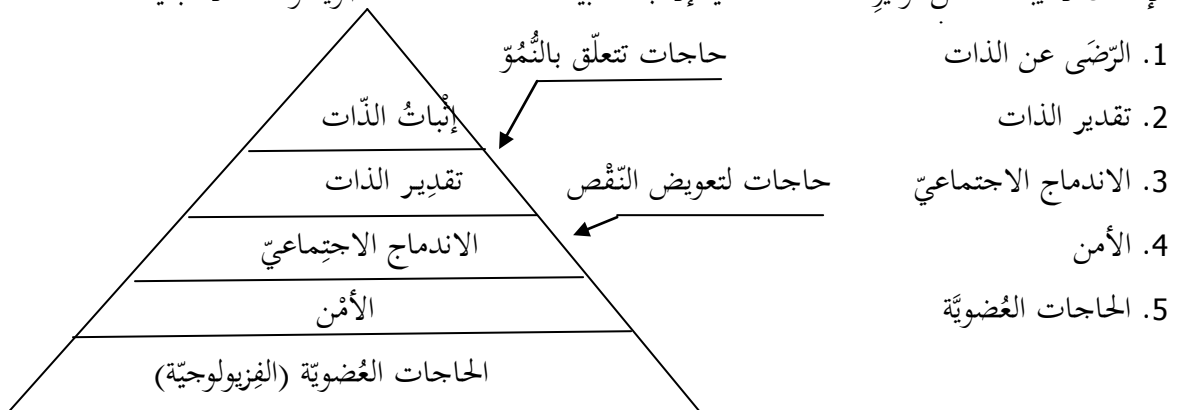 1. الرّضَى عن الذات
2. تقدير الذات
3. الاندماج الاجتماعيّ
4. الأمن
5. الحاجات العُضويَّة
حاجات تتعلّق بالنُّمُوّ
حاجات لتعويض النّقْص
إثْباتُ الذّات
تقدِير الذات
الاندماج الاجتِماعيّ
الأمْن
الحاجات العُضويّة (الفِزيولوجيّة)